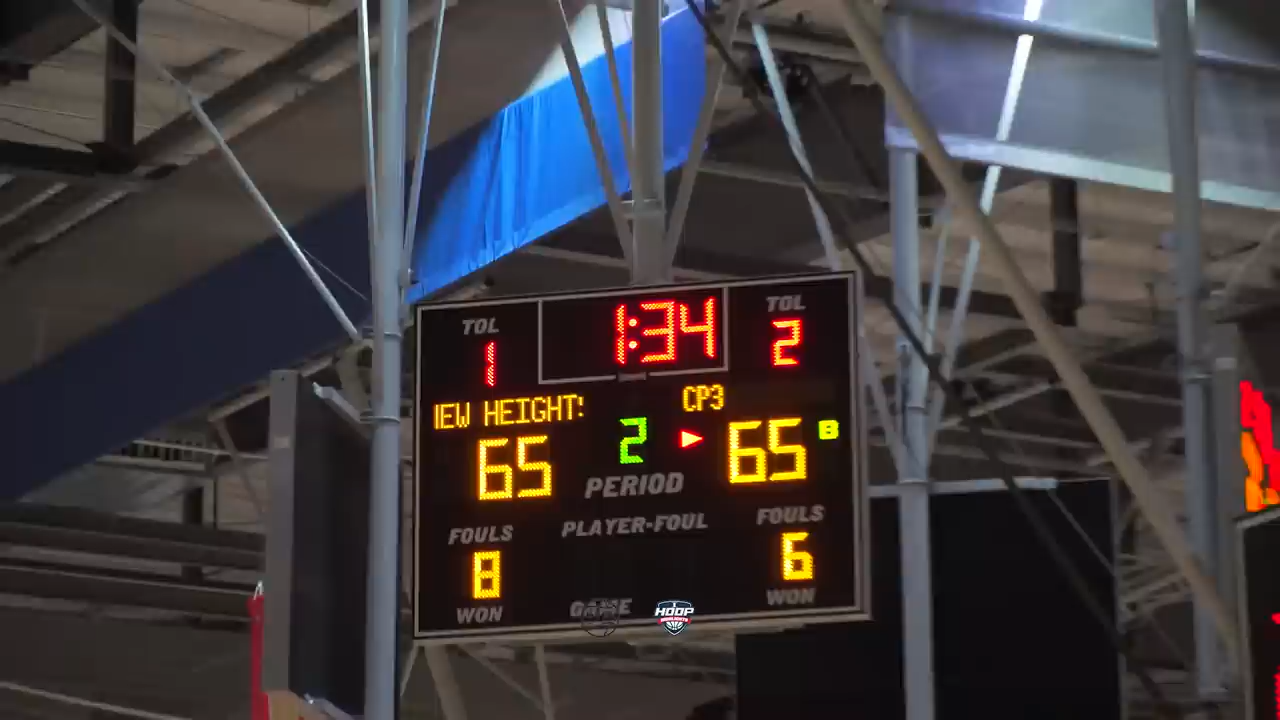 TOL
1:34
TOL
1
2
IEW HEIGHT!
CP3
65
2
65
B
PERIOD
FOULS
PLAYER-FOUL
FOULS
8
6
WON
GAME
WON
HOOP
HIGHLIGHTS